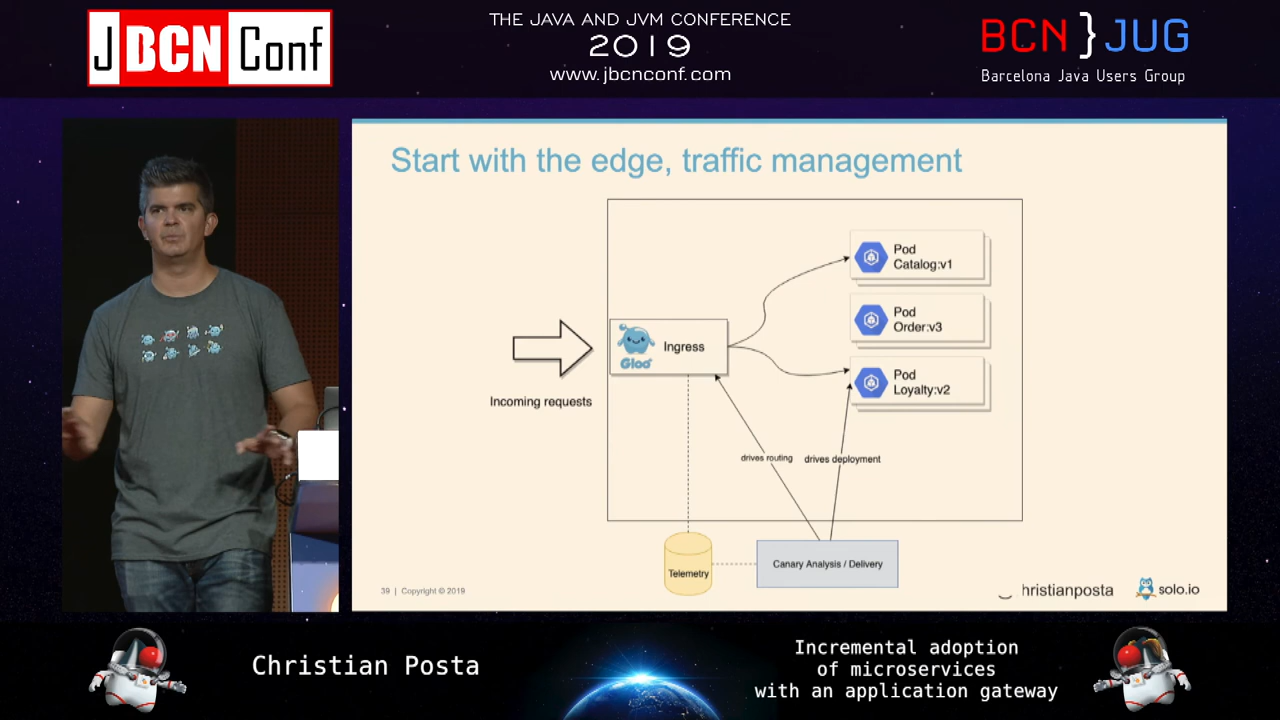 JBCNConf
THE JAVA AND JVM CONFERENCE
2019
www.jbcnconf.com
BCN}JUG
Barcelona Java Users Group
Start with the edge, traffic management
Pod
Catalog:v1
Pod
Order:v3
Gloo
Ingress
Pod
Loyalty:v2
Incoming requests
drives routing
drives deployment
Telemetry
Canary Analysis / Delivery
39 | Copyright © 2019
hristianposta
solo.io
Christian Posta
Incremental adoption
of microservices
with an application gateway